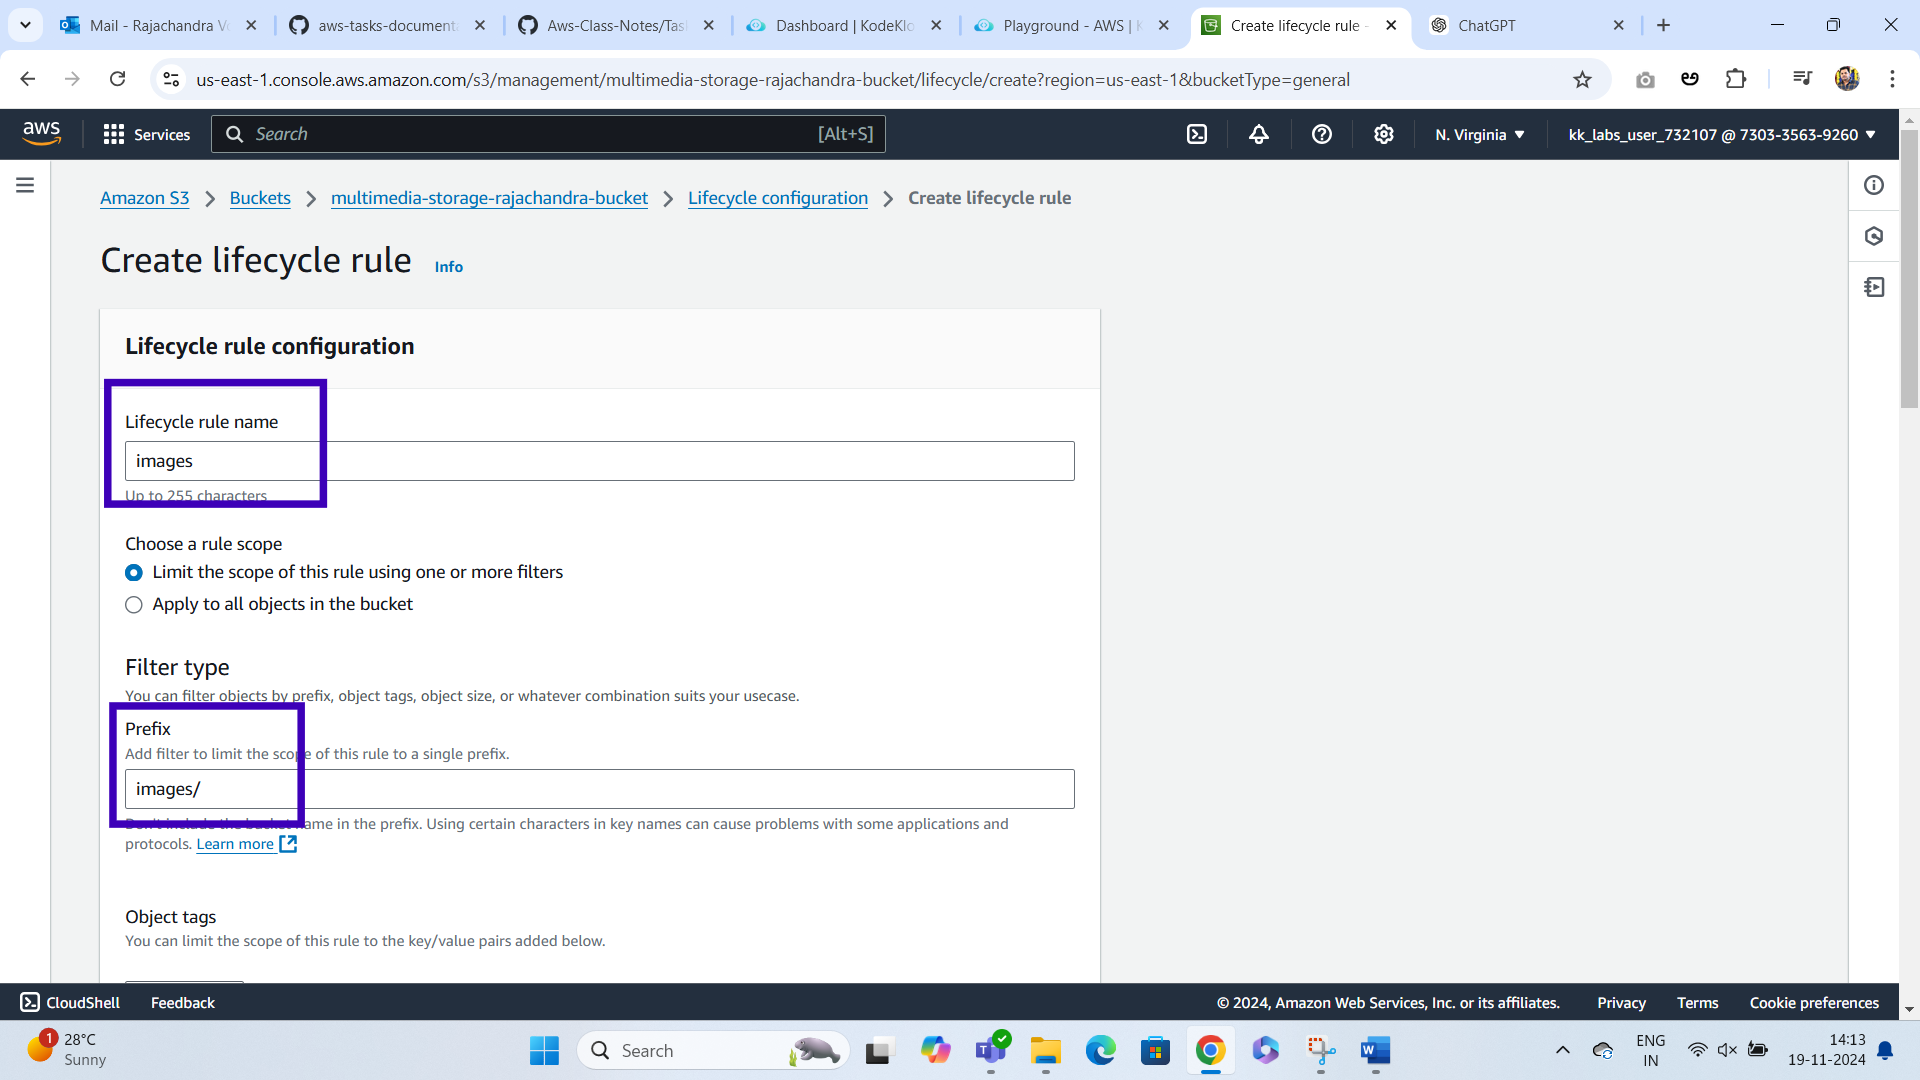 Mail - Rajachandra Vo
aws-tasks-documenta
Aws-Class-Notes/Task
Dashboard | KodeKlo
Playground - AWS | K
Create lifecycle rule -
ChatGPT
us-east-1.console.aws.amazon.com/s3/management/multimedia-storage-rajachandra-bucket/lifecycle/create?region=us-east-1&bucketType=general
aws
Services
Search
[Alt+S]
N. Virginia
kk_labs_user_732107 @ 7303-3563-9260
Amazon S3
Buckets
multimedia-storage-rajachandra-bucket
Lifecycle configuration
Create lifecycle rule
Create lifecycle rule
Info
Lifecycle rule configuration
Lifecycle rule name
images
Up to 255 characters
Choose a rule scope
Limit the scope of this rule using one or more filters
Apply to all objects in the bucket
Filter type
You can filter objects by prefix, object tags, object size, or whatever combination suits your usecase.
Prefix
Add filter to limit the scope of this rule to a single prefix.
images/
Don't include the bucket name in the prefix. Using certain characters in key names can cause problems with some applications and
protocols. Learn more
Object tags
You can limit the scope of this rule to the key/value pairs added below.
CloudShell
Feedback
© 2024, Amazon Web Services, Inc. or its affiliates.
Privacy
Terms
Cookie preferences
1
28°C
Sunny
Search
ENG
IN
14:13
19-11-2024